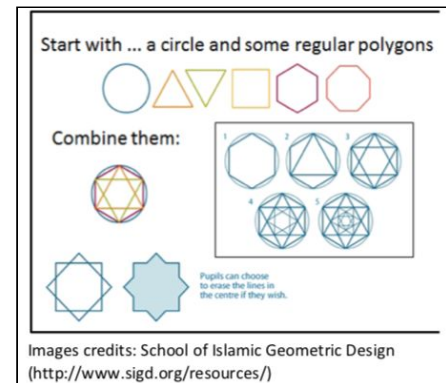 Start with ... a circle and some regular polygons
Combine them:
1
2
3
4
5
Pupils can choose
to erase the lines in
the centre if they wish.
Images credits: School of Islamic Geometric Design
(http://www.sigd.org/resources/)